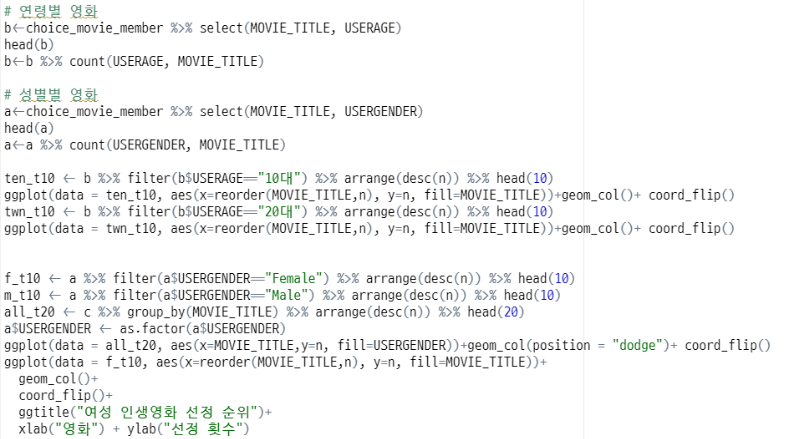 # 연령별 영화
b<-choice_movie_member %>% select(MOVIE_TITLE, USERAGE)
head(b)
b<-b %>% count(USERAGE, MOVIE_TITLE)
# 성별별 영화
a<-choice_movie_member %>% select(MOVIE_TITLE, USERGENDER)
head(a)
a<-a %>% count(USERGENDER, MOVIE_TITLE)
ten_t10 <- b %>% filter(b$USERAGE=="10대") %>% arrange(desc(n)) %>% head(10)
ggplot(data = ten_t10, aes(x=reorder(MOVIE_TITLE,n), y=n, fill=MOVIE_TITLE))+geom_col()+ coord_flip()
twn_t10 <- b %>% filter(b$USERAGE=="20대") %>% arrange(desc(n)) %>% head(10)
ggplot(data = twn_t10, aes(x=reorder(MOVIE_TITLE,n), y=n, fill=MOVIE_TITLE))+geom_col()+ coord_flip()
f_t10 <- a %>% filter(a$USERGENDER=="Female") %>% arrange(desc(n)) %>% head(10)
m_t10 <- a %>% filter(a$USERGENDER=="Male") %>% arrange(desc(n)) %>% head(10)
all_t20 <- c %>% group_by(MOVIE_TITLE) %>% arrange(desc(n)) %>% head(20)
a$USERGENDER <- as.factor(a$USERGENDER)
ggplot(data = all_t20, aes(x=MOVIE_TITLE,y=n, fill=USERGENDER))+geom_col(position = "dodge")+ coord_flip()
ggplot(data = f_t10, aes(x=reorder(MOVIE_TITLE,n), y=n, fill=MOVIE_TITLE))+
  geom_col()+
  coord_flip()+
  ggtitle("여성 인생영화 선정 순위")+
  xlab("영화") + ylab("선정 횟수")